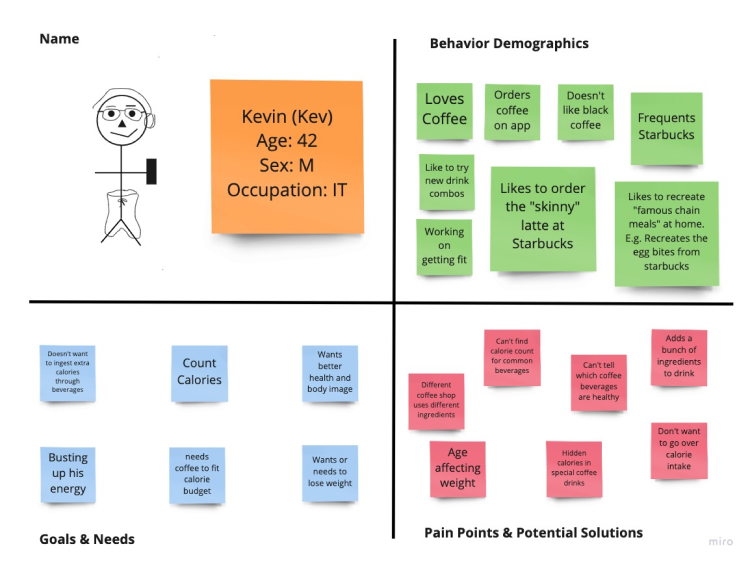 Name
Kevin (Kev)
Age: 42
Sex: M
Occupation: IT
Behavior Demographics
Loves
Coffee
Orders
coffee
on app
Doesn't
like black
coffee
Frequents
Starbucks
Like to try
new drink
combos
Likes to order
the "skinny"
latte at
Starbucks
Likes to recreate
"famous chain
meals" at home.
E.g. Recreates the
egg bites from
starbucks
Working
on
getting fit
Doesn't want
to ingest extra
calories
through
beverages
Count
Calories
Wants
better
health and
body image
Busting
up his
energy
needs
coffee to fit
calorie
budget
Wants or
needs to
lose weight
Goals & Needs
Can't find
calorie count
for common
beverages
Adds a
bunch of
ingredients
to drink
Can't tell
which coffee
beverages
are healthy
Different
coffee shop
uses different
ingredients
Age
affecting
weight
Hidden
calories in
special coffee
drinks
Don't want
to go over
calorie
intake
Pain Points & Potential Solutions
miro